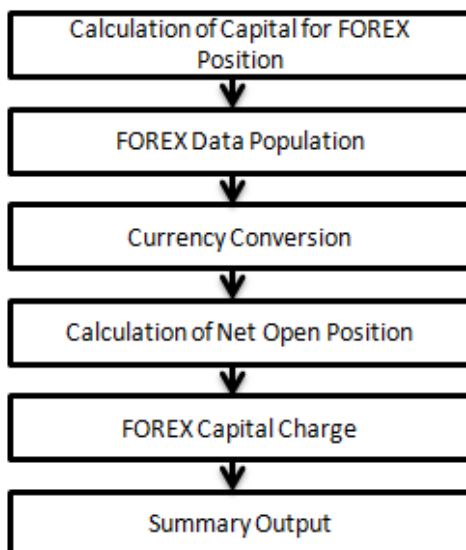 Calculation of Capital for FOREX
Position
FOREX Data Population
Currency Conversion
Calculation of Net Open Position
FOREX Capital Charge
Summary Output